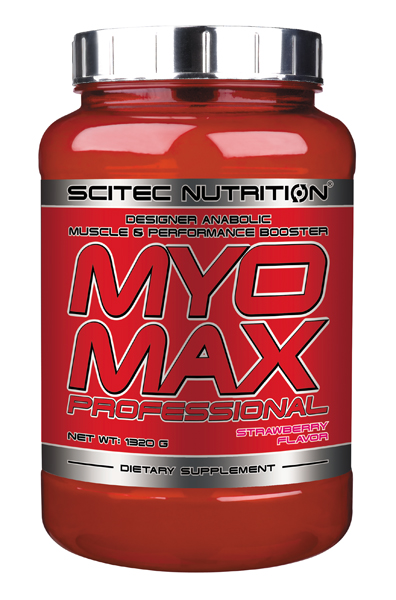 SCITEC NUTRITION®
DESIGNER ANABOLIC
MUSCLE & PERFORMANCE BOOSTER
MYO
MAX
PROFESSIONAL
STRAWBERRY
FLAVOR
NET WT: 1320 G
DIETARY SUPPLEMENT